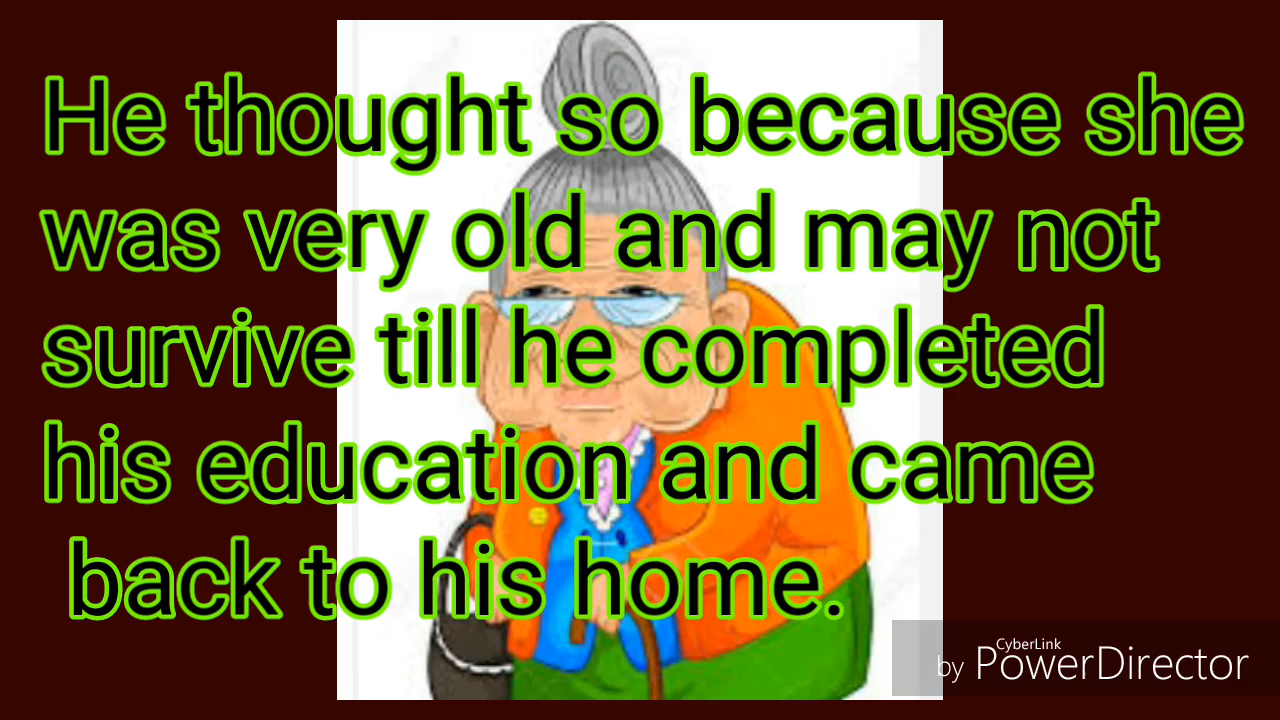 He thought so because she
was very old and may not
survive till he completed
his education and came
back to his home.
CyberLink
by PowerDirector